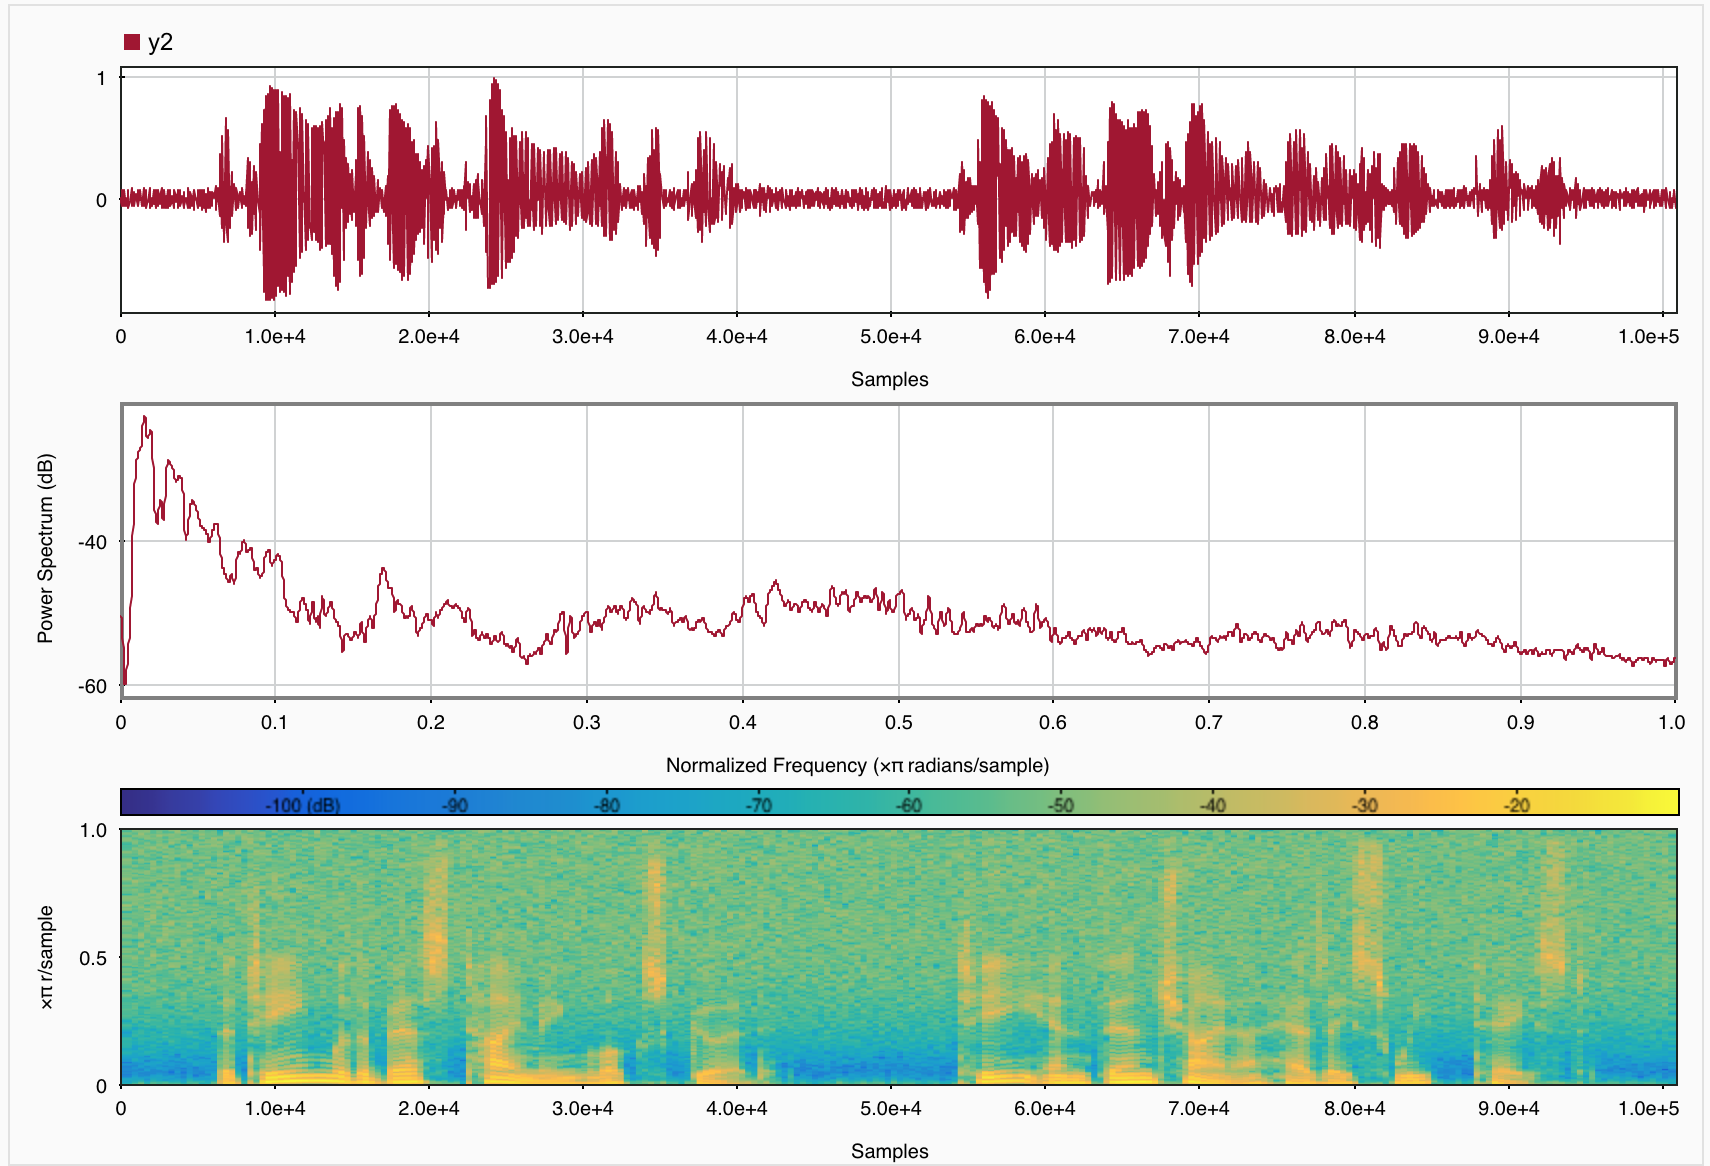 y2
1
0
0 1.0e+4 2.0e+4 3.0e+4 4.0e+4 5.0e+4 6.0e+4 7.0e+4 8.0e+4 9.0e+4 1.0e+5
Samples
Power Spectrum (dB)
-40
-60
0 0.1 0.2 0.3 0.4 0.5 0.6 0.7 0.8 0.9 1.0
Normalized Frequency (×π radians/sample)
-100 (dB) -90 -80 -70 -60 -50 -40 -30 -20
×π r/sample
1.0
0.5
0
0 1.0e+4 2.0e+4 3.0e+4 4.0e+4 5.0e+4 6.0e+4 7.0e+4 8.0e+4 9.0e+4 1.0e+5
Samples